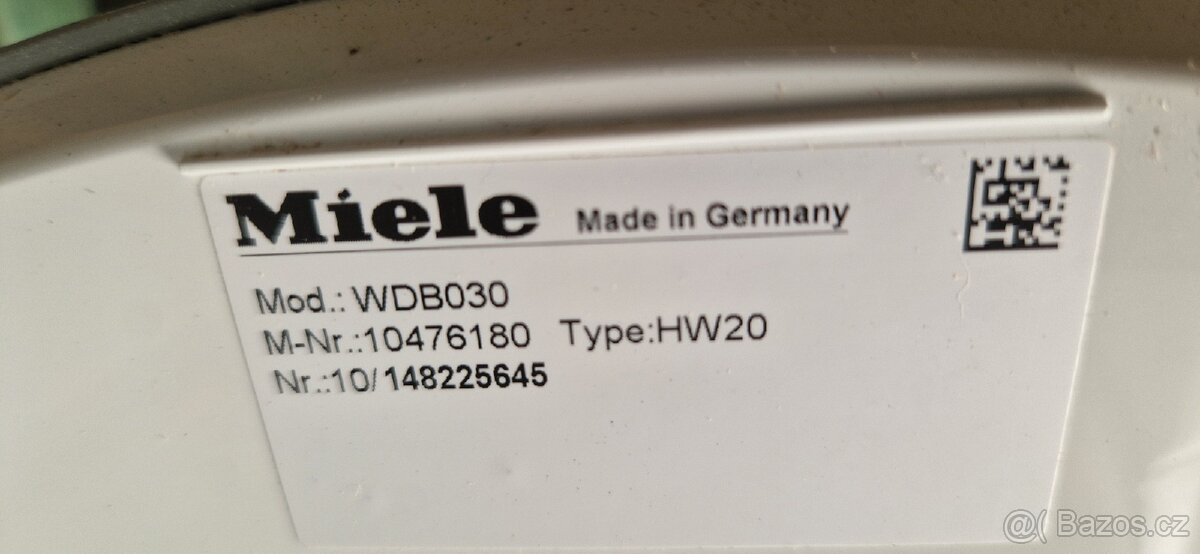 Miele Made in Germany
Mod.: WDB030
M-Nr.:10476180 Type:HW20
Nr.:10/148225645
@( Bazos.cz